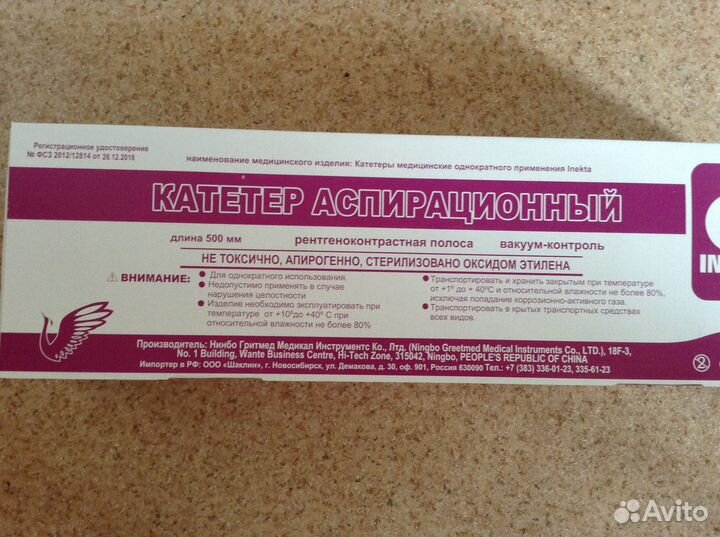 Регистрационное удостоверение
№ ФСЗ 2012/12814 от 26.12.2018
наименование медицинского изделия: Катетеры медицинские однократного применения Inekta
КАТЕТЕР АСПИРАЦИОННЫЙ
длина 500 мм рентгеноконтрастная полоса вакуум-контроль
НЕ ТОКСИЧНО, АПИРОГЕННО, СТЕРИЛИЗОВАНО ОКСИДОМ ЭТИЛЕНА
⚠ ВНИМАНИЕ:
• Для однократного использования.
• Недопустимо применять в случае
нарушения целостности
• Изделие необходимо эксплуатировать при
температуре от +10⁰до +40⁰ С при
относительной влажности не более 80%
• Транспортировать и хранить закрытым при температуре
от +1⁰ до + 40⁰С и относительной влажности не более 80%,
исключая попадание коррозионно-активного газа.
• Транспортировать в крытых транспортных средствах
всех видов.
IN
Производитель: Нинбо Гритмед Медикал Инструментс Ко., Лтд. (Ningbo Greetmed Medical Instruments Co., LTD.), 18F-3,
No. 1 Building, Wante Business Centre, Hi-Tech Zone, 315042, Ningbo, PEOPLE'S REPUBLIC OF CHINA
Импортер в РФ: ООО «Шаклин», г. Новосибирск, ул. Демакова, д. 30, оф. 901, Россия 630090 Тел.: +7 (383) 336-01-23, 335-61-23
Avito